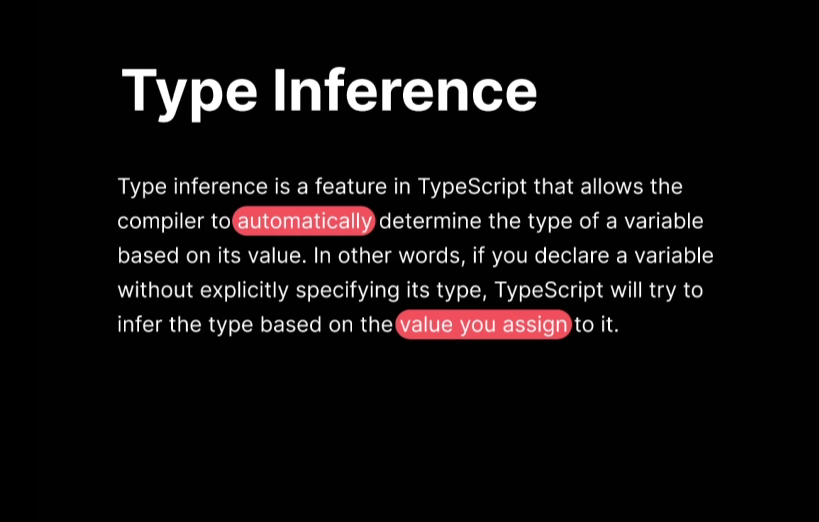 Type Inference
Type inference is a feature in TypeScript that allows the
compiler to automatically determine the type of a variable
based on its value. In other words, if you declare a variable
without explicitly specifying its type, TypeScript will try to
infer the type based on the value you assign to it.